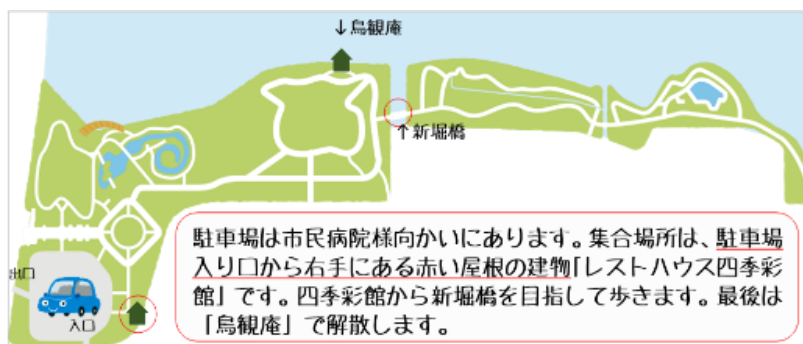 ↓鳥観庵
↑新堀橋
駐車場は市民病院様向かいにあります。集合場所は、駐車場
入り口から右手にある赤い屋根の建物「レストハウス四季彩
館」です。四季彩館から新堀橋を目指して歩きます。最後は
「鳥観庵」で解散します。
出口
入口